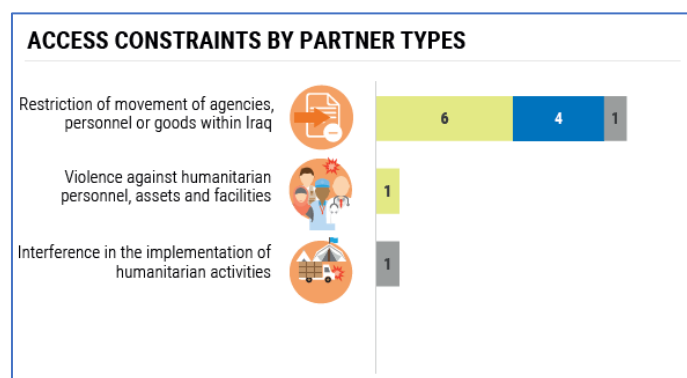 ACCESS CONSTRAINTS BY PARTNER TYPES
Restriction of movement of agencies,
personnel or goods within Iraq
6 4 1
Violence against humanitarian
personnel, assets and facilities
1
Interference in the implementation of
humanitarian activities
1